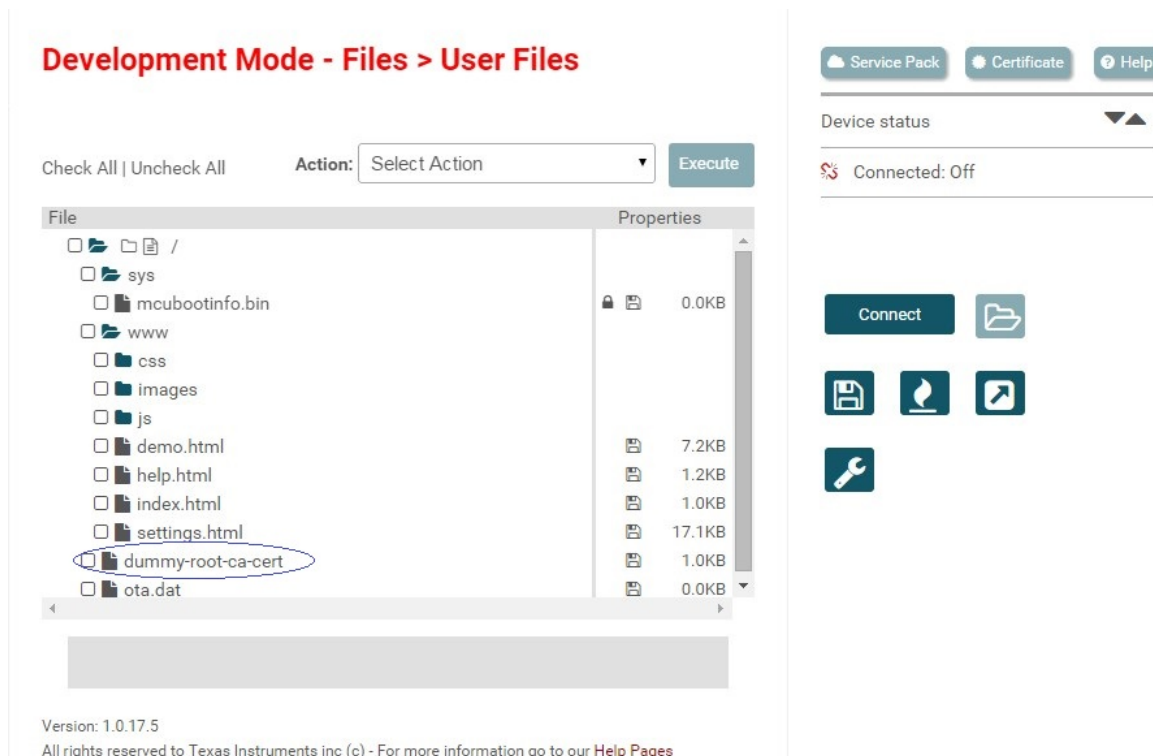 Development Mode - Files > User Files
Service Pack
Certificate
Help
Device status
Check All | Uncheck All Action: Select Action Execute
Connected: Off
File Properties
/
sys
mcubootinfo.bin 0.0KB
www
css
images
js
demo.html 7.2KB
help.html 1.2KB
index.html 1.0KB
settings.html 17.1KB
dummy-root-ca-cert 1.0KB
ota.dat 0.0KB
Connect
Version: 1.0.17.5
All rights reserved to Texas Instruments inc (c) - For more information go to our Help Pages